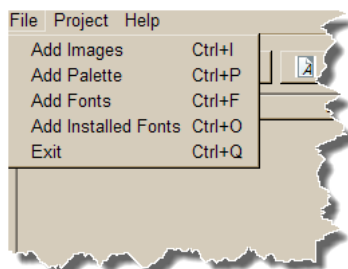 File Project Help
Add Images Ctrl+I
Add Palette Ctrl+P
Add Fonts Ctrl+F
Add Installed Fonts Ctrl+O
Exit Ctrl+Q
A